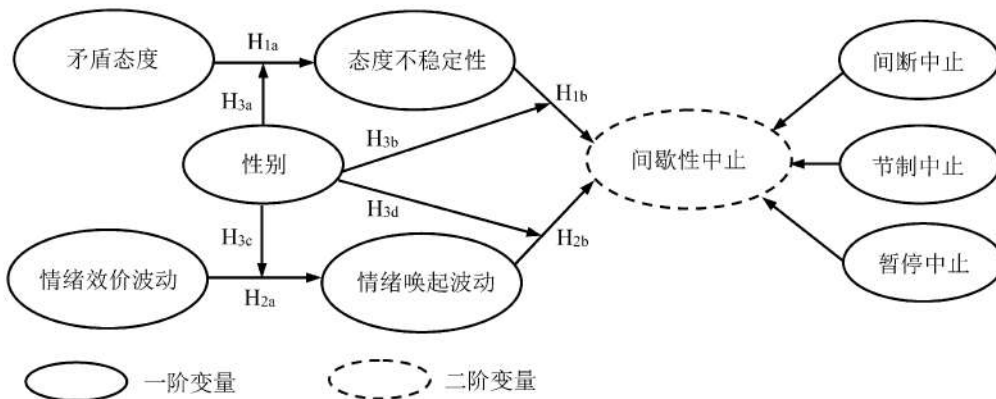 矛盾态度
H1a
态度不稳定性
间断中止
H3a
H1b
H3b
性别
间歇性中止
节制中止
H3d
H3c
H2b
情绪效价波动
H2a
情绪唤起波动
暂停中止
一阶变量
二阶变量